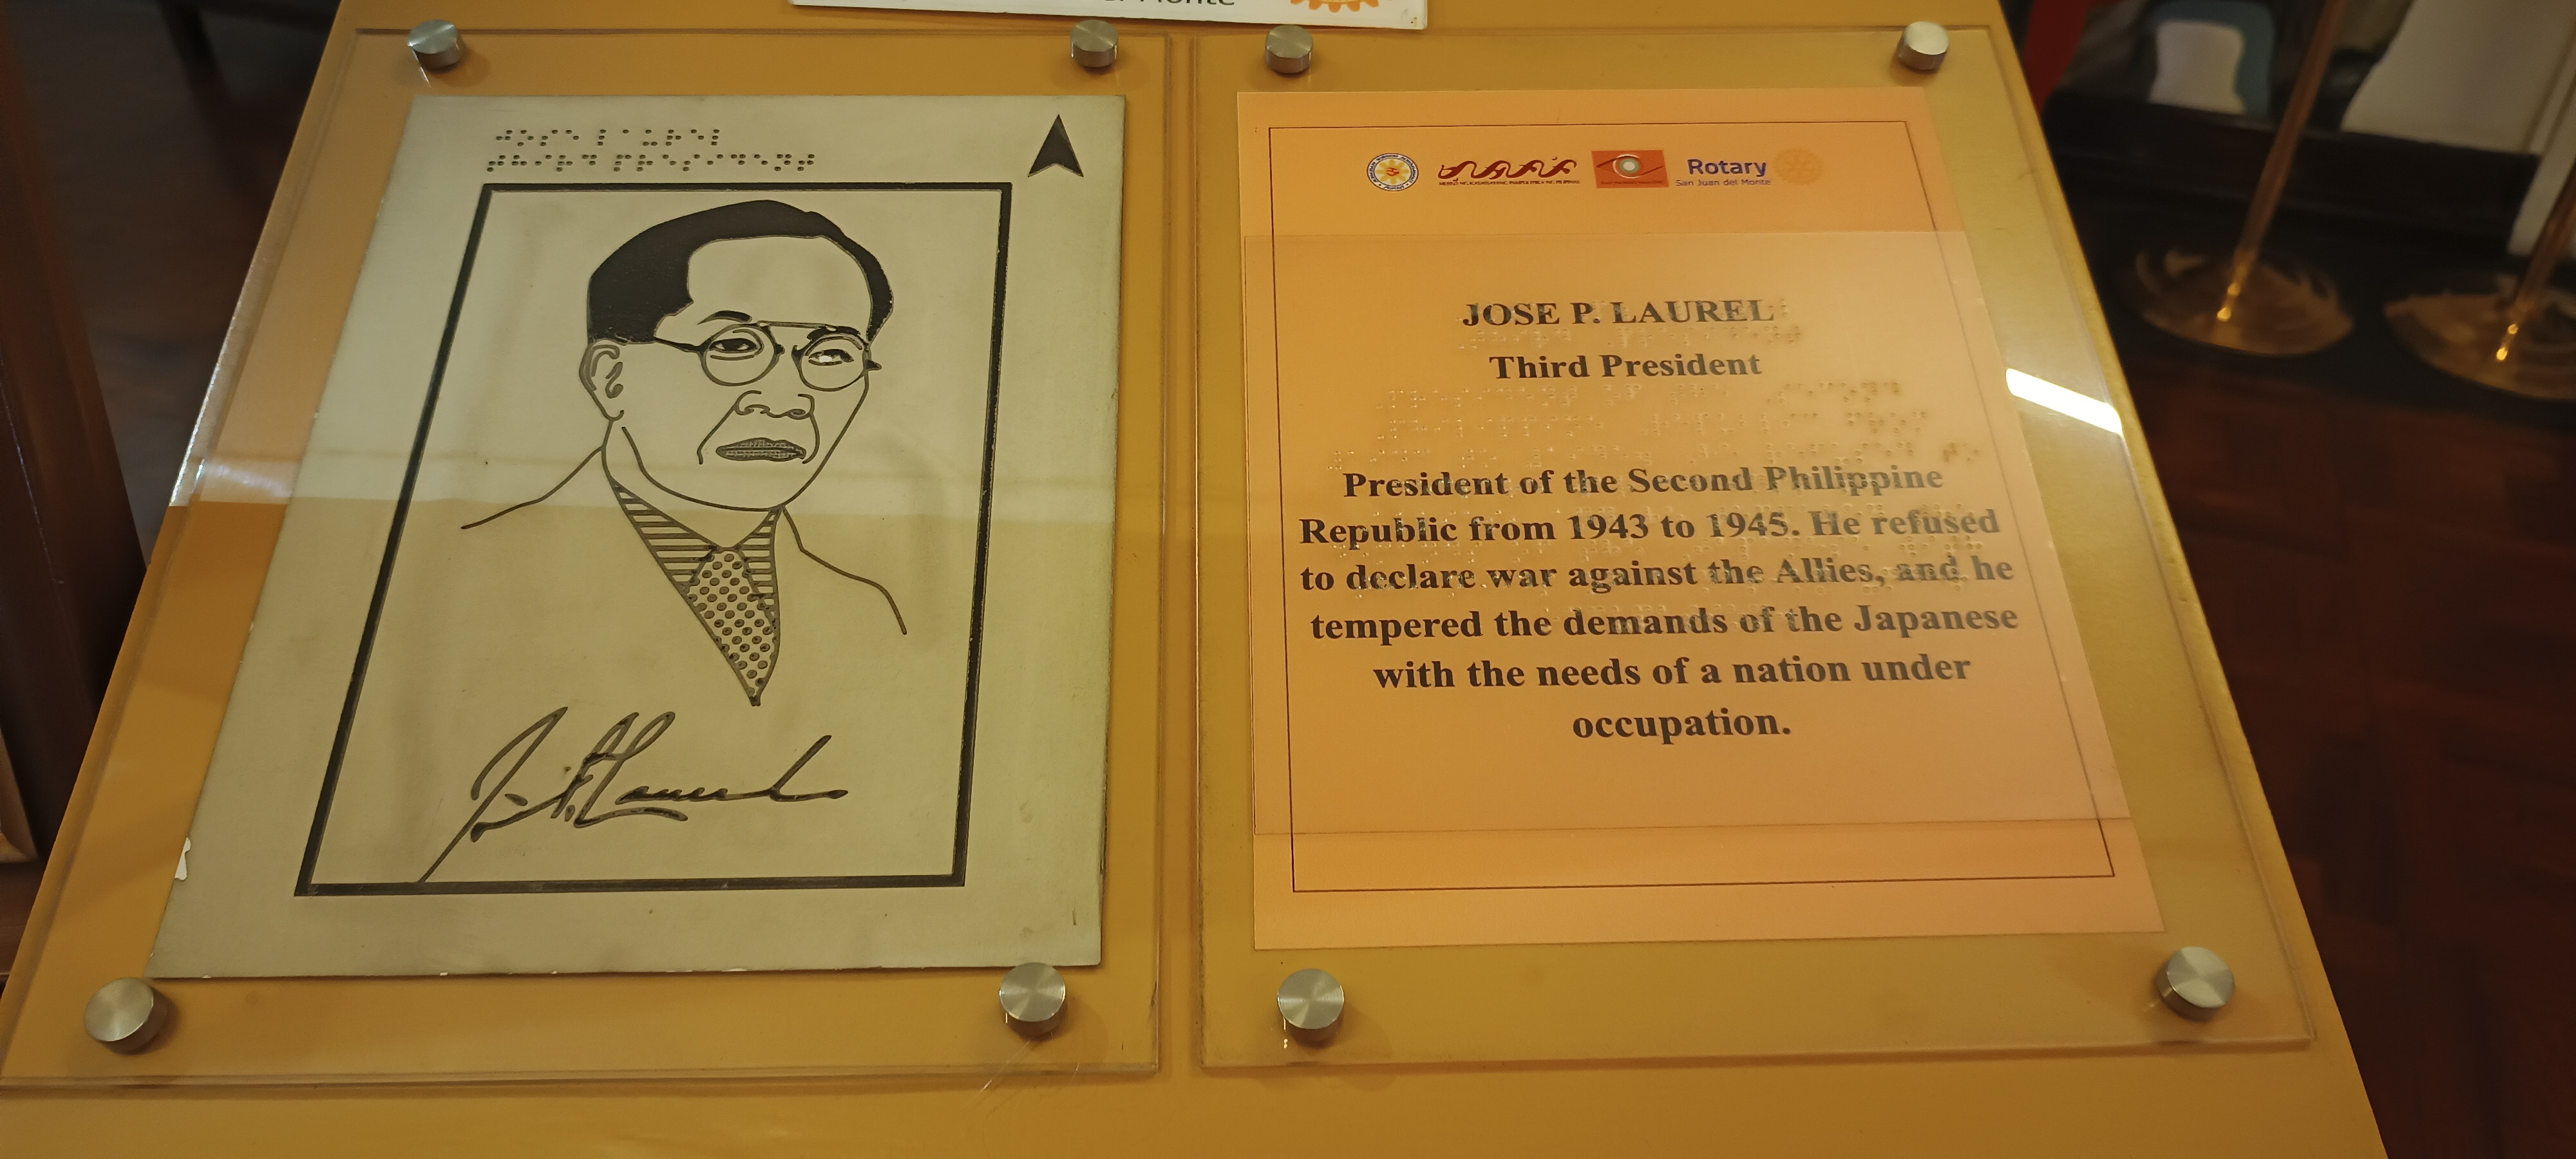 del Monte
Rotary
San Juan del Monte
JOSE P. LAUREL
Third President
President of the Second Philippine
Republic from 1943 to 1945. He refused
to declare war against the Allies, and he
tempered the demands of the Japanese
with the needs of a nation under
occupation.